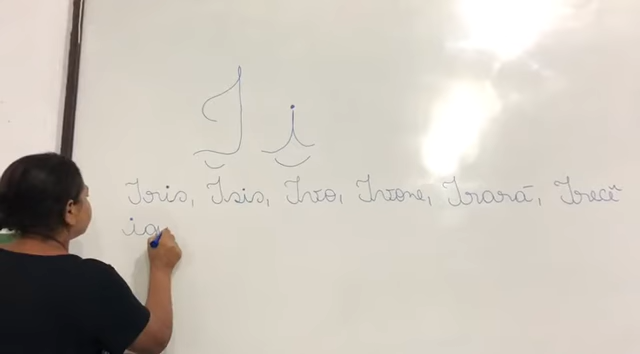 I i
Iris, Isis, Ivo, Ivone, Irará, Irecê
ig